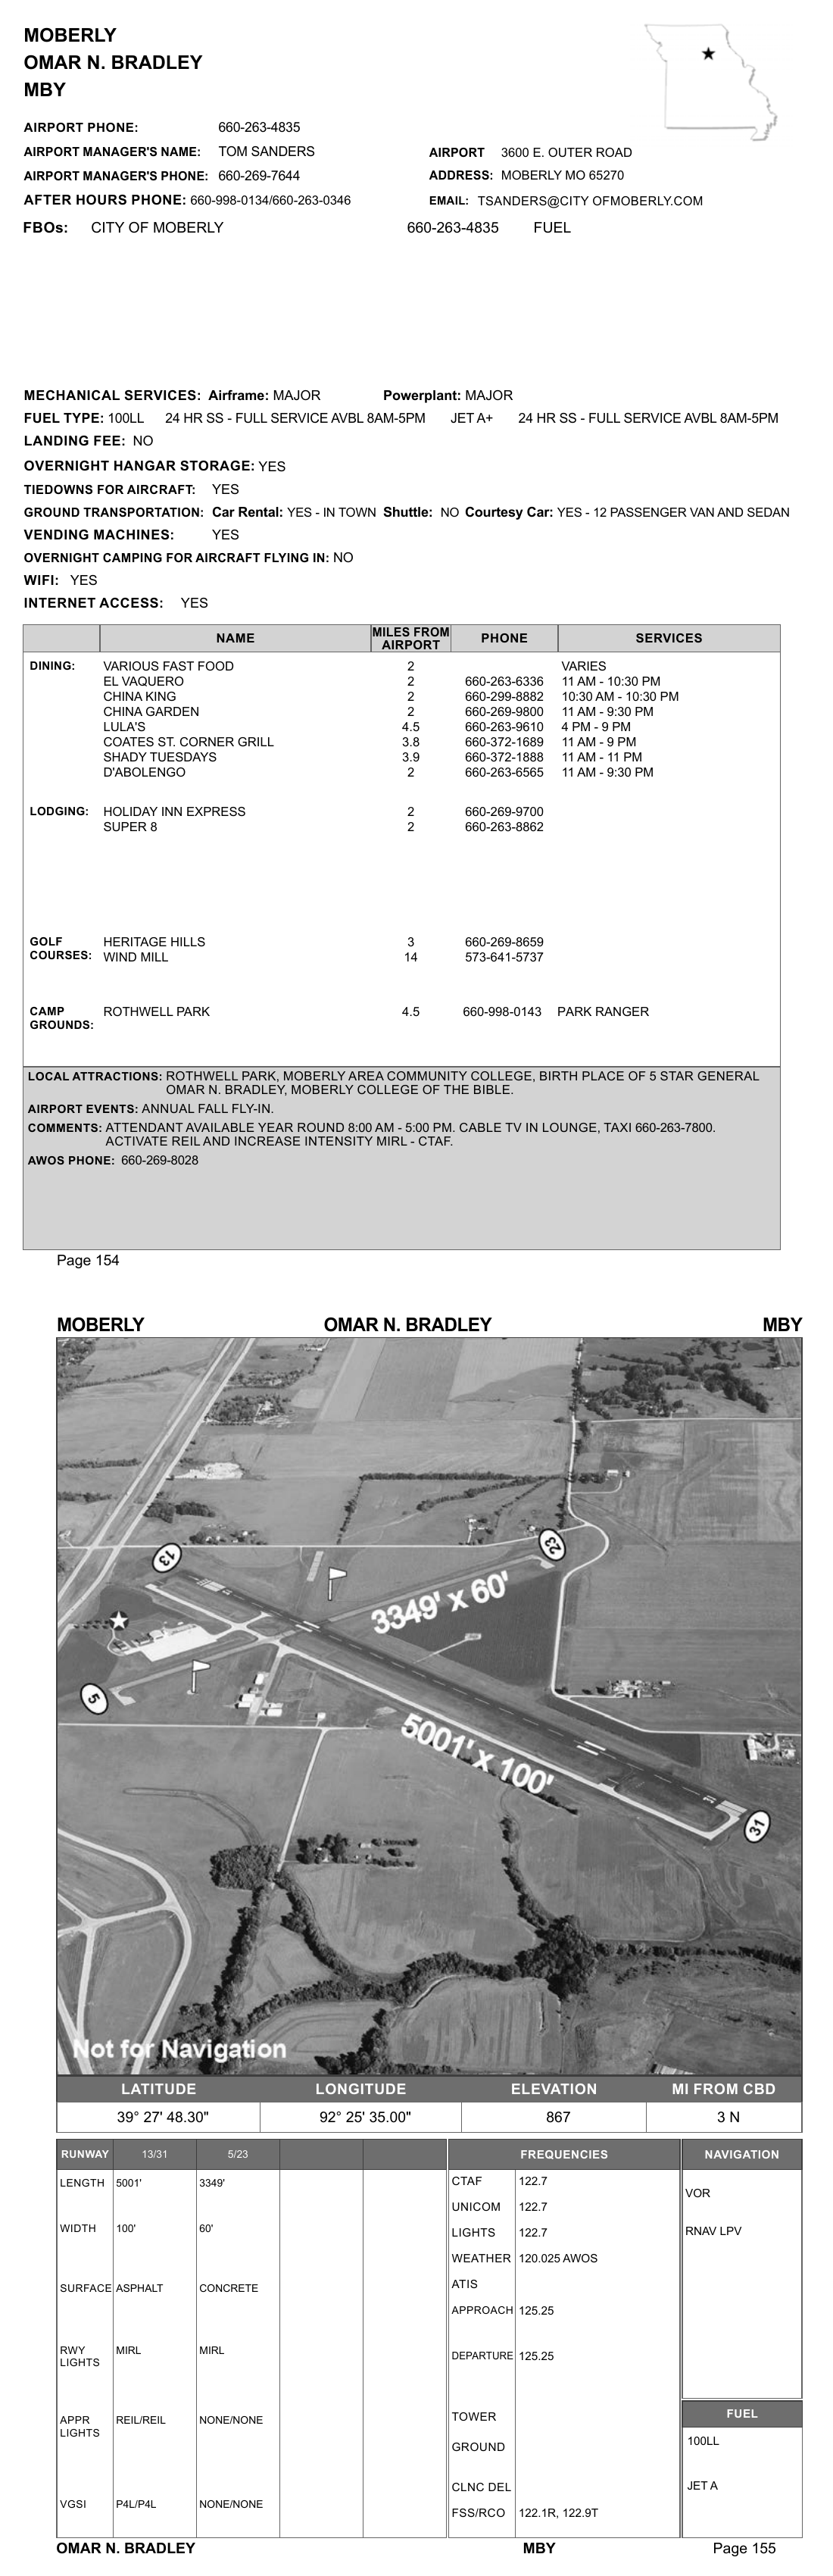 MOBERLY
OMAR N. BRADLEY
MBY
AIRPORT PHONE: 660-263-4835
AIRPORT MANAGER'S NAME: TOM SANDERS
AIRPORT 3600 E. OUTER ROAD
AIRPORT MANAGER'S PHONE: 660-269-7644
ADDRESS: MOBERLY MO 65270
AFTER HOURS PHONE: 660-998-0134/660-263-0346
EMAIL: TSANDERS@CITY OFMOBERLY.COM
FBOs: CITY OF MOBERLY 660-263-4835 FUEL
MECHANICAL SERVICES: Airframe: MAJOR Powerplant: MAJOR
FUEL TYPE: 100LL 24 HR SS - FULL SERVICE AVBL 8AM-5PM JET A+ 24 HR SS - FULL SERVICE AVBL 8AM-5PM
LANDING FEE: NO
OVERNIGHT HANGAR STORAGE: YES
TIEDOWNS FOR AIRCRAFT: YES
GROUND TRANSPORTATION: Car Rental: YES - IN TOWN Shuttle: NO Courtesy Car: YES - 12 PASSENGER VAN AND SEDAN
VENDING MACHINES: YES
OVERNIGHT CAMPING FOR AIRCRAFT FLYING IN: NO
WIFI: YES
INTERNET ACCESS: YES
NAME MILES FROM AIRPORT PHONE SERVICES
DINING: VARIOUS FAST FOOD 2 VARIES
EL VAQUERO 2 660-263-6336 11 AM - 10:30 PM
CHINA KING 2 660-299-8882 10:30 AM - 10:30 PM
CHINA GARDEN 2 660-269-9800 11 AM - 9:30 PM
LULA'S 4.5 660-263-9610 4 PM - 9 PM
COATES ST. CORNER GRILL 3.8 660-372-1689 11 AM - 9 PM
SHADY TUESDAYS 3.9 660-372-1888 11 AM - 11 PM
D'ABOLENGO 2 660-263-6565 11 AM - 9:30 PM
LODGING: HOLIDAY INN EXPRESS 2 660-269-9700
SUPER 8 2 660-263-8862
GOLF HERITAGE HILLS 3 660-269-8659
COURSES: WIND MILL 14 573-641-5737
CAMP ROTHWELL PARK 4.5 660-998-0143 PARK RANGER
GROUNDS:
LOCAL ATTRACTIONS: ROTHWELL PARK, MOBERLY AREA COMMUNITY COLLEGE, BIRTH PLACE OF 5 STAR GENERAL
OMAR N. BRADLEY, MOBERLY COLLEGE OF THE BIBLE.
AIRPORT EVENTS: ANNUAL FALL FLY-IN.
COMMENTS: ATTENDANT AVAILABLE YEAR ROUND 8:00 AM - 5:00 PM. CABLE TV IN LOUNGE, TAXI 660-263-7800.
ACTIVATE REIL AND INCREASE INTENSITY MIRL - CTAF.
AWOS PHONE: 660-269-8028
Page 154
MOBERLY OMAR N. BRADLEY MBY
13
23
3349' x 60'
5
5001' x 100'
31
Not for Navigation
LATITUDE LONGITUDE ELEVATION MI FROM CBD
39° 27' 48.30" 92° 25' 35.00" 867 3 N
RUNWAY 13/31 5/23
LENGTH 5001' 3349'
WIDTH 100' 60'
SURFACE ASPHALT CONCRETE
RWY LIGHTS MIRL MIRL
APPR LIGHTS REIL/REIL NONE/NONE
VGSI P4L/P4L NONE/NONE
FREQUENCIES
CTAF 122.7
UNICOM 122.7
LIGHTS 122.7
WEATHER 120.025 AWOS
ATIS
APPROACH 125.25
DEPARTURE 125.25
TOWER
GROUND
CLNC DEL
FSS/RCO 122.1R, 122.9T
NAVIGATION
VOR
RNAV LPV
FUEL
100LL
JET A
OMAR N. BRADLEY MBY Page 155